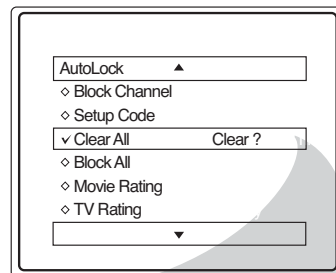 AutoLock ▲
◇ Block Channel
◇ Setup Code
✓ Clear All Clear ?
◇ Block All
◇ Movie Rating
◇ TV Rating
▼